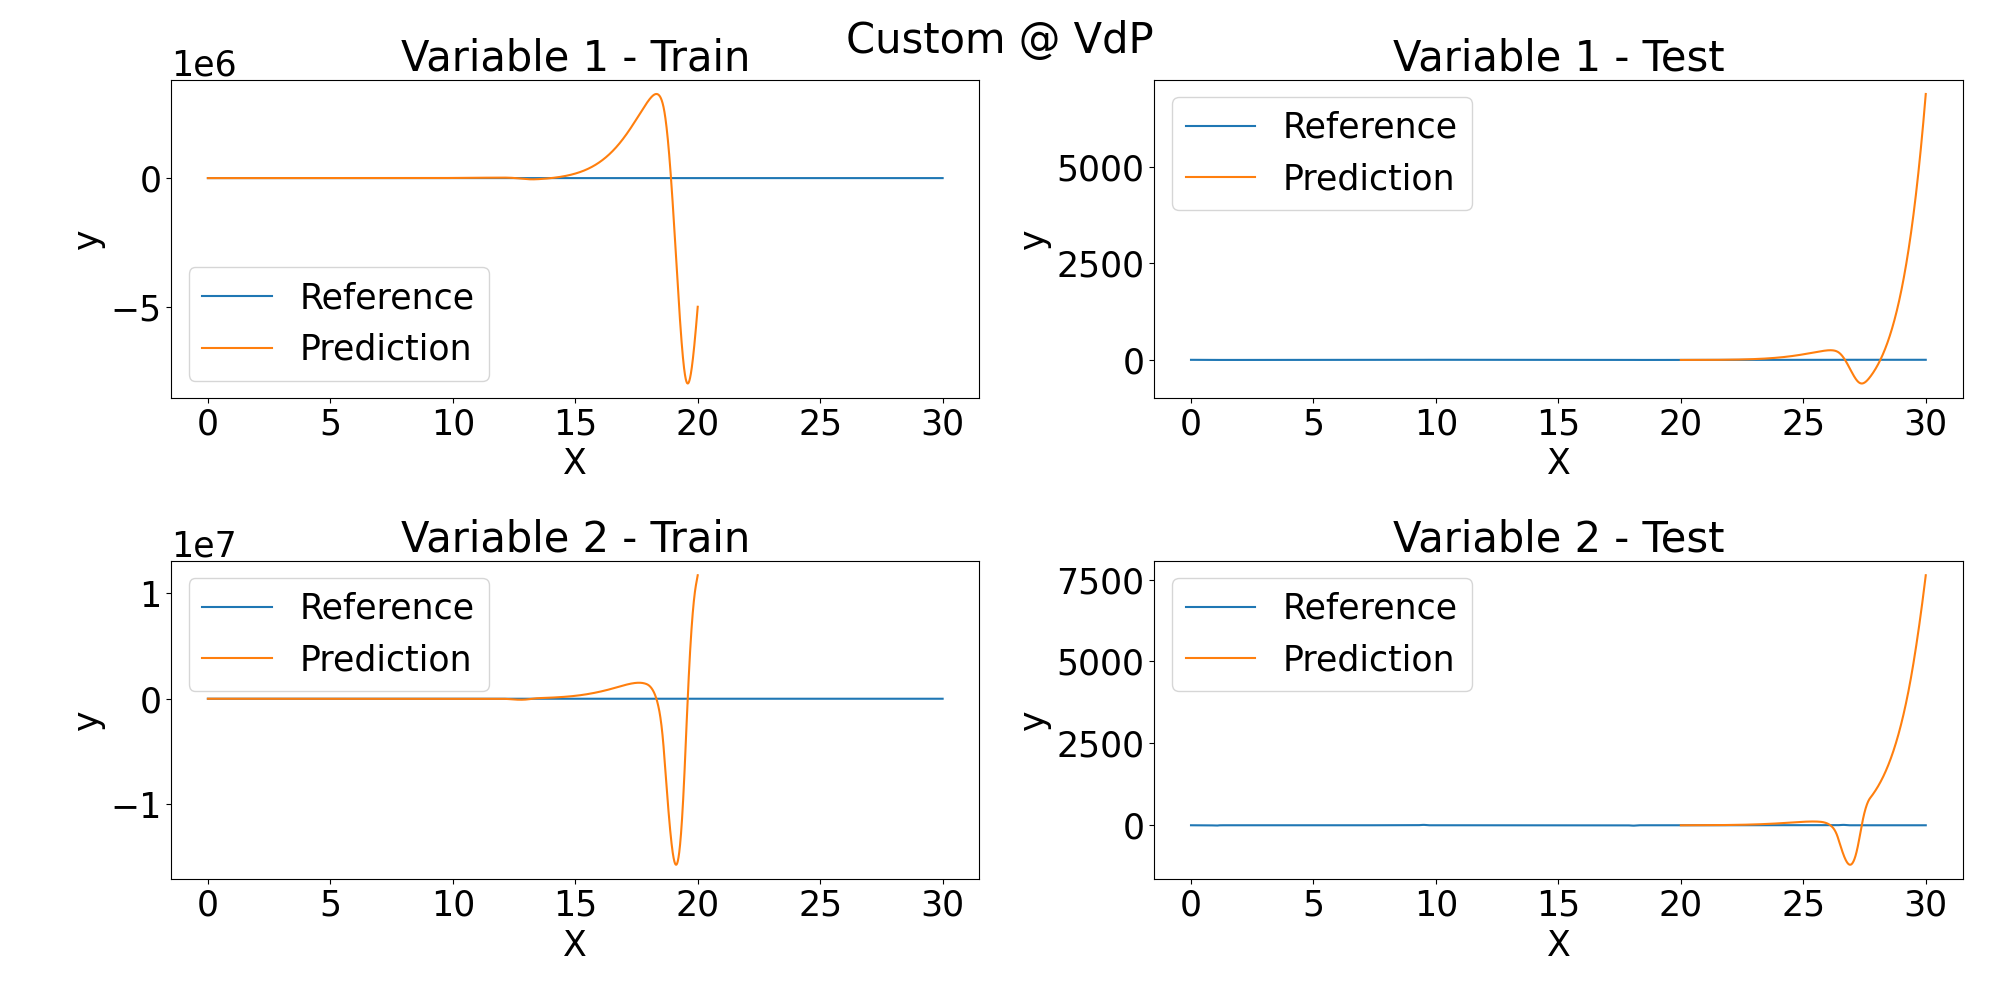 Custom @ VdP
Variable 1 - Train
1e6
0
−5
y
Reference
Prediction
0 5 10 15 20 25 30
X
Variable 1 - Test
5000
2500
0
y
Reference
Prediction
0 5 10 15 20 25 30
X
Variable 2 - Train
1e7
1
0
−1
y
Reference
Prediction
0 5 10 15 20 25 30
X
Variable 2 - Test
7500
5000
2500
0
y
Reference
Prediction
0 5 10 15 20 25 30
X